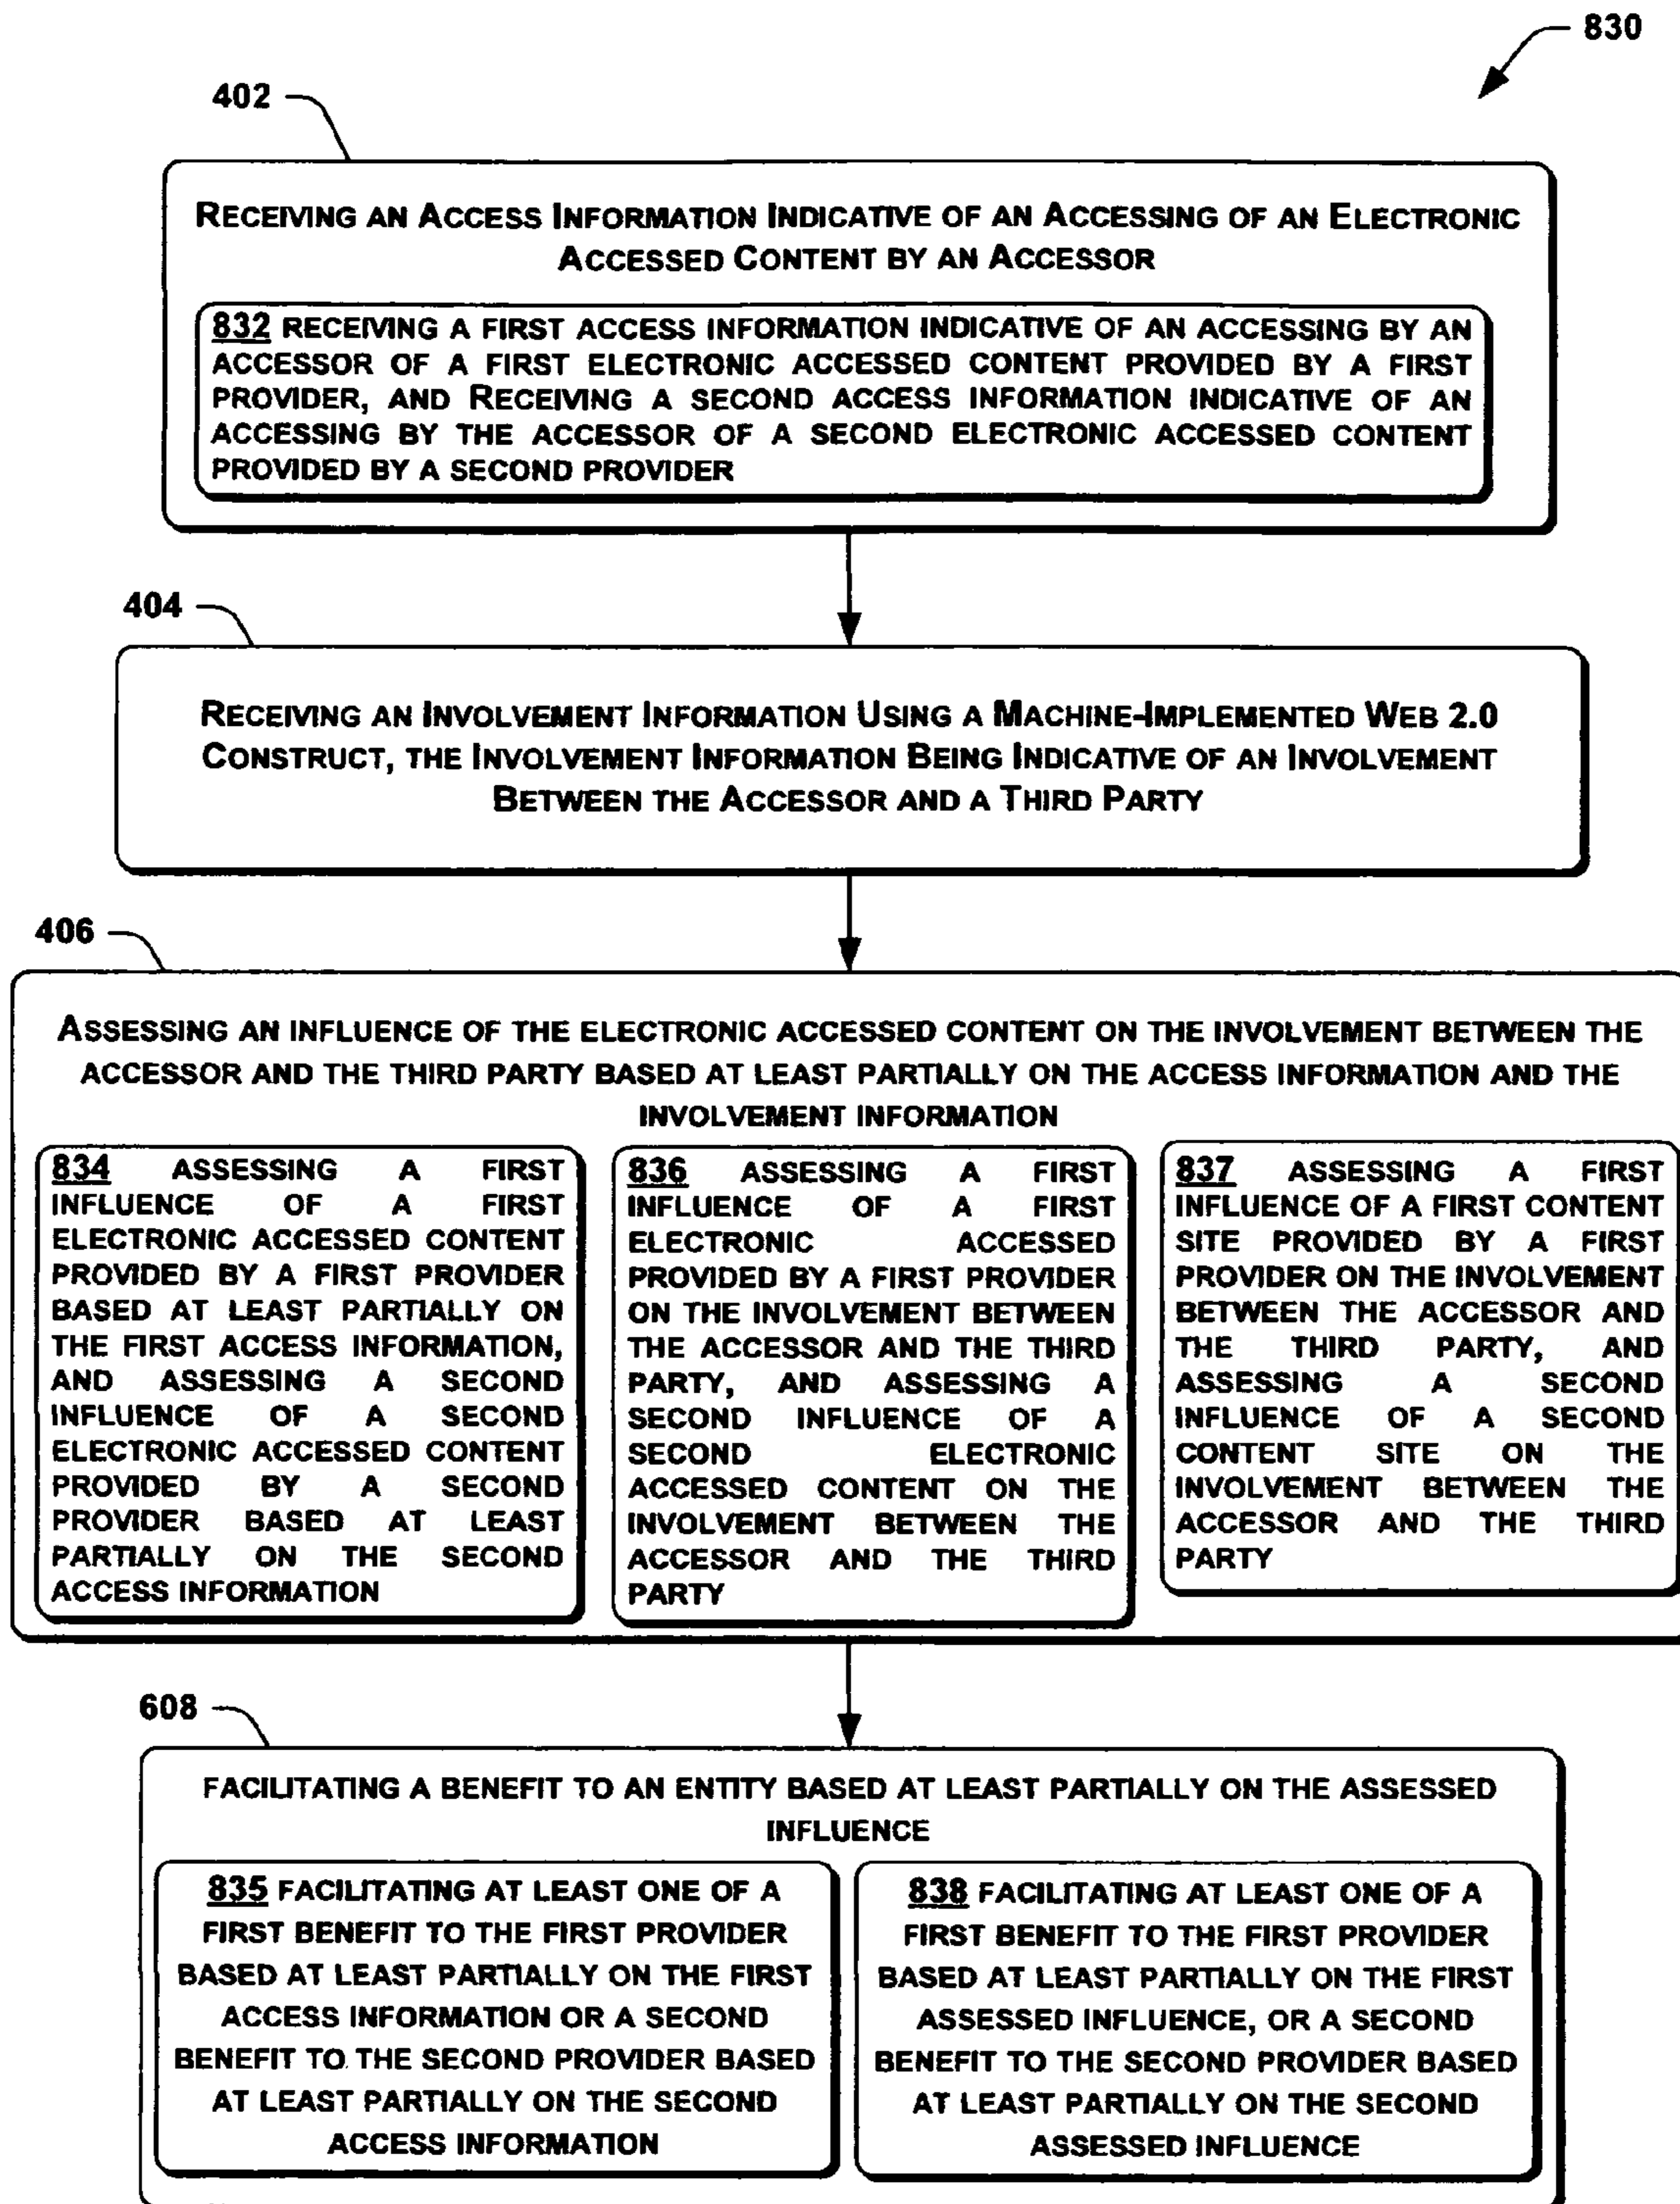 830
402
RECEIVING AN ACCESS INFORMATION INDICATIVE OF AN ACCESSING OF AN ELECTRONIC
ACCESSED CONTENT BY AN ACCESSOR
832 RECEIVING A FIRST ACCESS INFORMATION INDICATIVE OF AN ACCESSING BY AN
ACCESSOR OF A FIRST ELECTRONIC ACCESSED CONTENT PROVIDED BY A FIRST
PROVIDER, AND RECEIVING A SECOND ACCESS INFORMATION INDICATIVE OF AN
ACCESSING BY THE ACCESSOR OF A SECOND ELECTRONIC ACCESSED CONTENT
PROVIDED BY A SECOND PROVIDER
404
RECEIVING AN INVOLVEMENT INFORMATION USING A MACHINE-IMPLEMENTED WEB 2.0
CONSTRUCT, THE INVOLVEMENT INFORMATION BEING INDICATIVE OF AN INVOLVEMENT
BETWEEN THE ACCESSOR AND A THIRD PARTY
406
ASSESSING AN INFLUENCE OF THE ELECTRONIC ACCESSED CONTENT ON THE INVOLVEMENT BETWEEN THE
ACCESSOR AND THE THIRD PARTY BASED AT LEAST PARTIALLY ON THE ACCESS INFORMATION AND THE
INVOLVEMENT INFORMATION
834 ASSESSING A FIRST
INFLUENCE OF A FIRST
ELECTRONIC ACCESSED CONTENT
PROVIDED BY A FIRST PROVIDER
BASED AT LEAST PARTIALLY ON
THE FIRST ACCESS INFORMATION,
AND ASSESSING A SECOND
INFLUENCE OF A SECOND
ELECTRONIC ACCESSED CONTENT
PROVIDED BY A SECOND
PROVIDER BASED AT LEAST
PARTIALLY ON THE SECOND
ACCESS INFORMATION
836 ASSESSING A FIRST
INFLUENCE OF A FIRST
ELECTRONIC ACCESSED
PROVIDED BY A FIRST PROVIDER
ON THE INVOLVEMENT BETWEEN
THE ACCESSOR AND THE THIRD
PARTY, AND ASSESSING A
SECOND INFLUENCE OF A
SECOND ELECTRONIC
ACCESSED CONTENT ON THE
INVOLVEMENT BETWEEN THE
ACCESSOR AND THE THIRD
PARTY
837 ASSESSING A FIRST
INFLUENCE OF A FIRST CONTENT
SITE PROVIDED BY A FIRST
PROVIDER ON THE INVOLVEMENT
BETWEEN THE ACCESSOR AND
THE THIRD PARTY, AND
ASSESSING A SECOND
INFLUENCE OF A SECOND
CONTENT SITE ON THE
INVOLVEMENT BETWEEN THE
ACCESSOR AND THE THIRD
PARTY
608
FACILITATING A BENEFIT TO AN ENTITY BASED AT LEAST PARTIALLY ON THE ASSESSED
INFLUENCE
835 FACILITATING AT LEAST ONE OF A
FIRST BENEFIT TO THE FIRST PROVIDER
BASED AT LEAST PARTIALLY ON THE FIRST
ACCESS INFORMATION OR A SECOND
BENEFIT TO THE SECOND PROVIDER BASED
AT LEAST PARTIALLY ON THE SECOND
ACCESS INFORMATION
838 FACILITATING AT LEAST ONE OF A
FIRST BENEFIT TO THE FIRST PROVIDER
BASED AT LEAST PARTIALLY ON THE FIRST
ASSESSED INFLUENCE, OR A SECOND
BENEFIT TO THE SECOND PROVIDER BASED
AT LEAST PARTIALLY ON THE SECOND
ASSESSED INFLUENCE